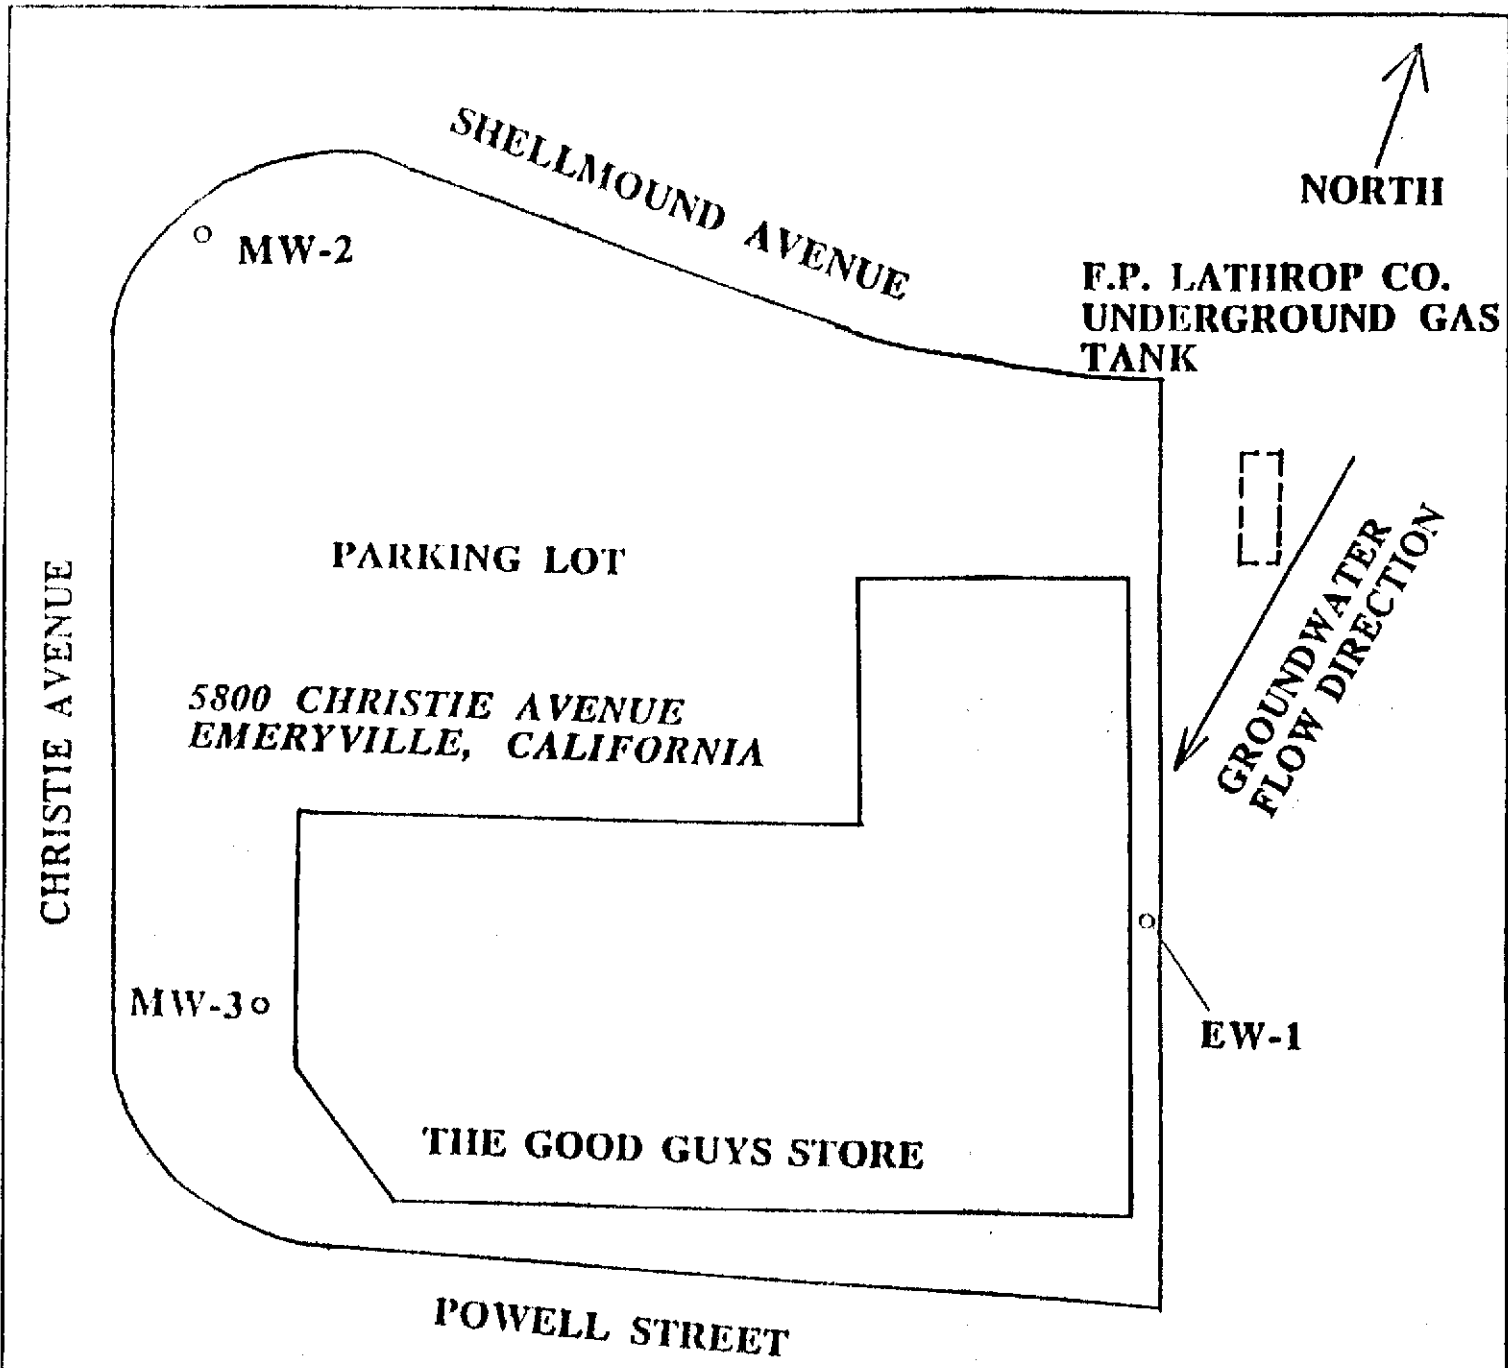 SHELLMOUND AVENUE
NORTH
MW-2
F.P. LATHROP CO.
UNDERGROUND GAS
TANK
PARKING LOT
GROUNDWATER
FLOW DIRECTION
CHRISTIE AVENUE
5800 CHRISTIE AVENUE
EMERYVILLE, CALIFORNIA
MW-3
EW-1
THE GOOD GUYS STORE
POWELL STREET